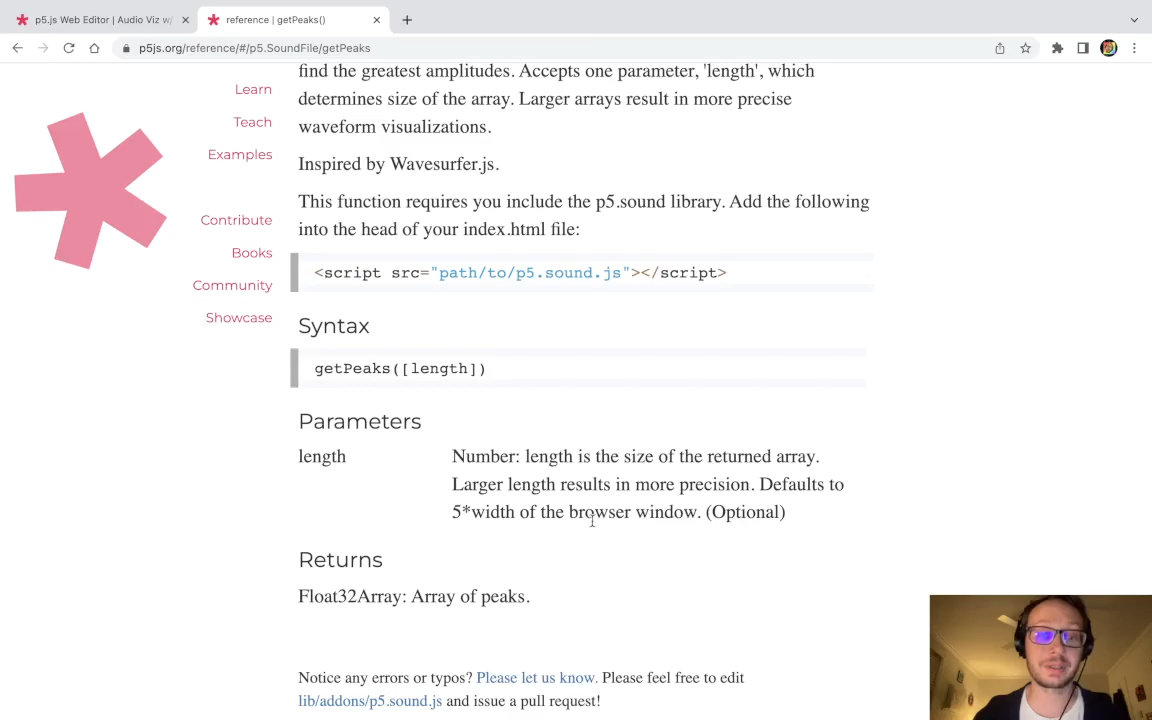 p5.js Web Editor | Audio Viz w/
reference | getPeaks()
p5js.org/reference/#/p5.SoundFile/getPeaks
Learn
Teach
Examples
Contribute
Books
Community
Showcase
find the greatest amplitudes. Accepts one parameter, 'length', which
determines size of the array. Larger arrays result in more precise
waveform visualizations.
Inspired by Wavesurfer.js.
This function requires you include the p5.sound library. Add the following
into the head of your index.html file:
<script src="path/to/p5.sound.js"></script>
Syntax
getPeaks([length])
Parameters
length
Number: length is the size of the returned array.
Larger length results in more precision. Defaults to
5*width of the browser window. (Optional)
Returns
Float32Array: Array of peaks.
Notice any errors or typos? Please let us know. Please feel free to edit
lib/addons/p5.sound.js and issue a pull request!